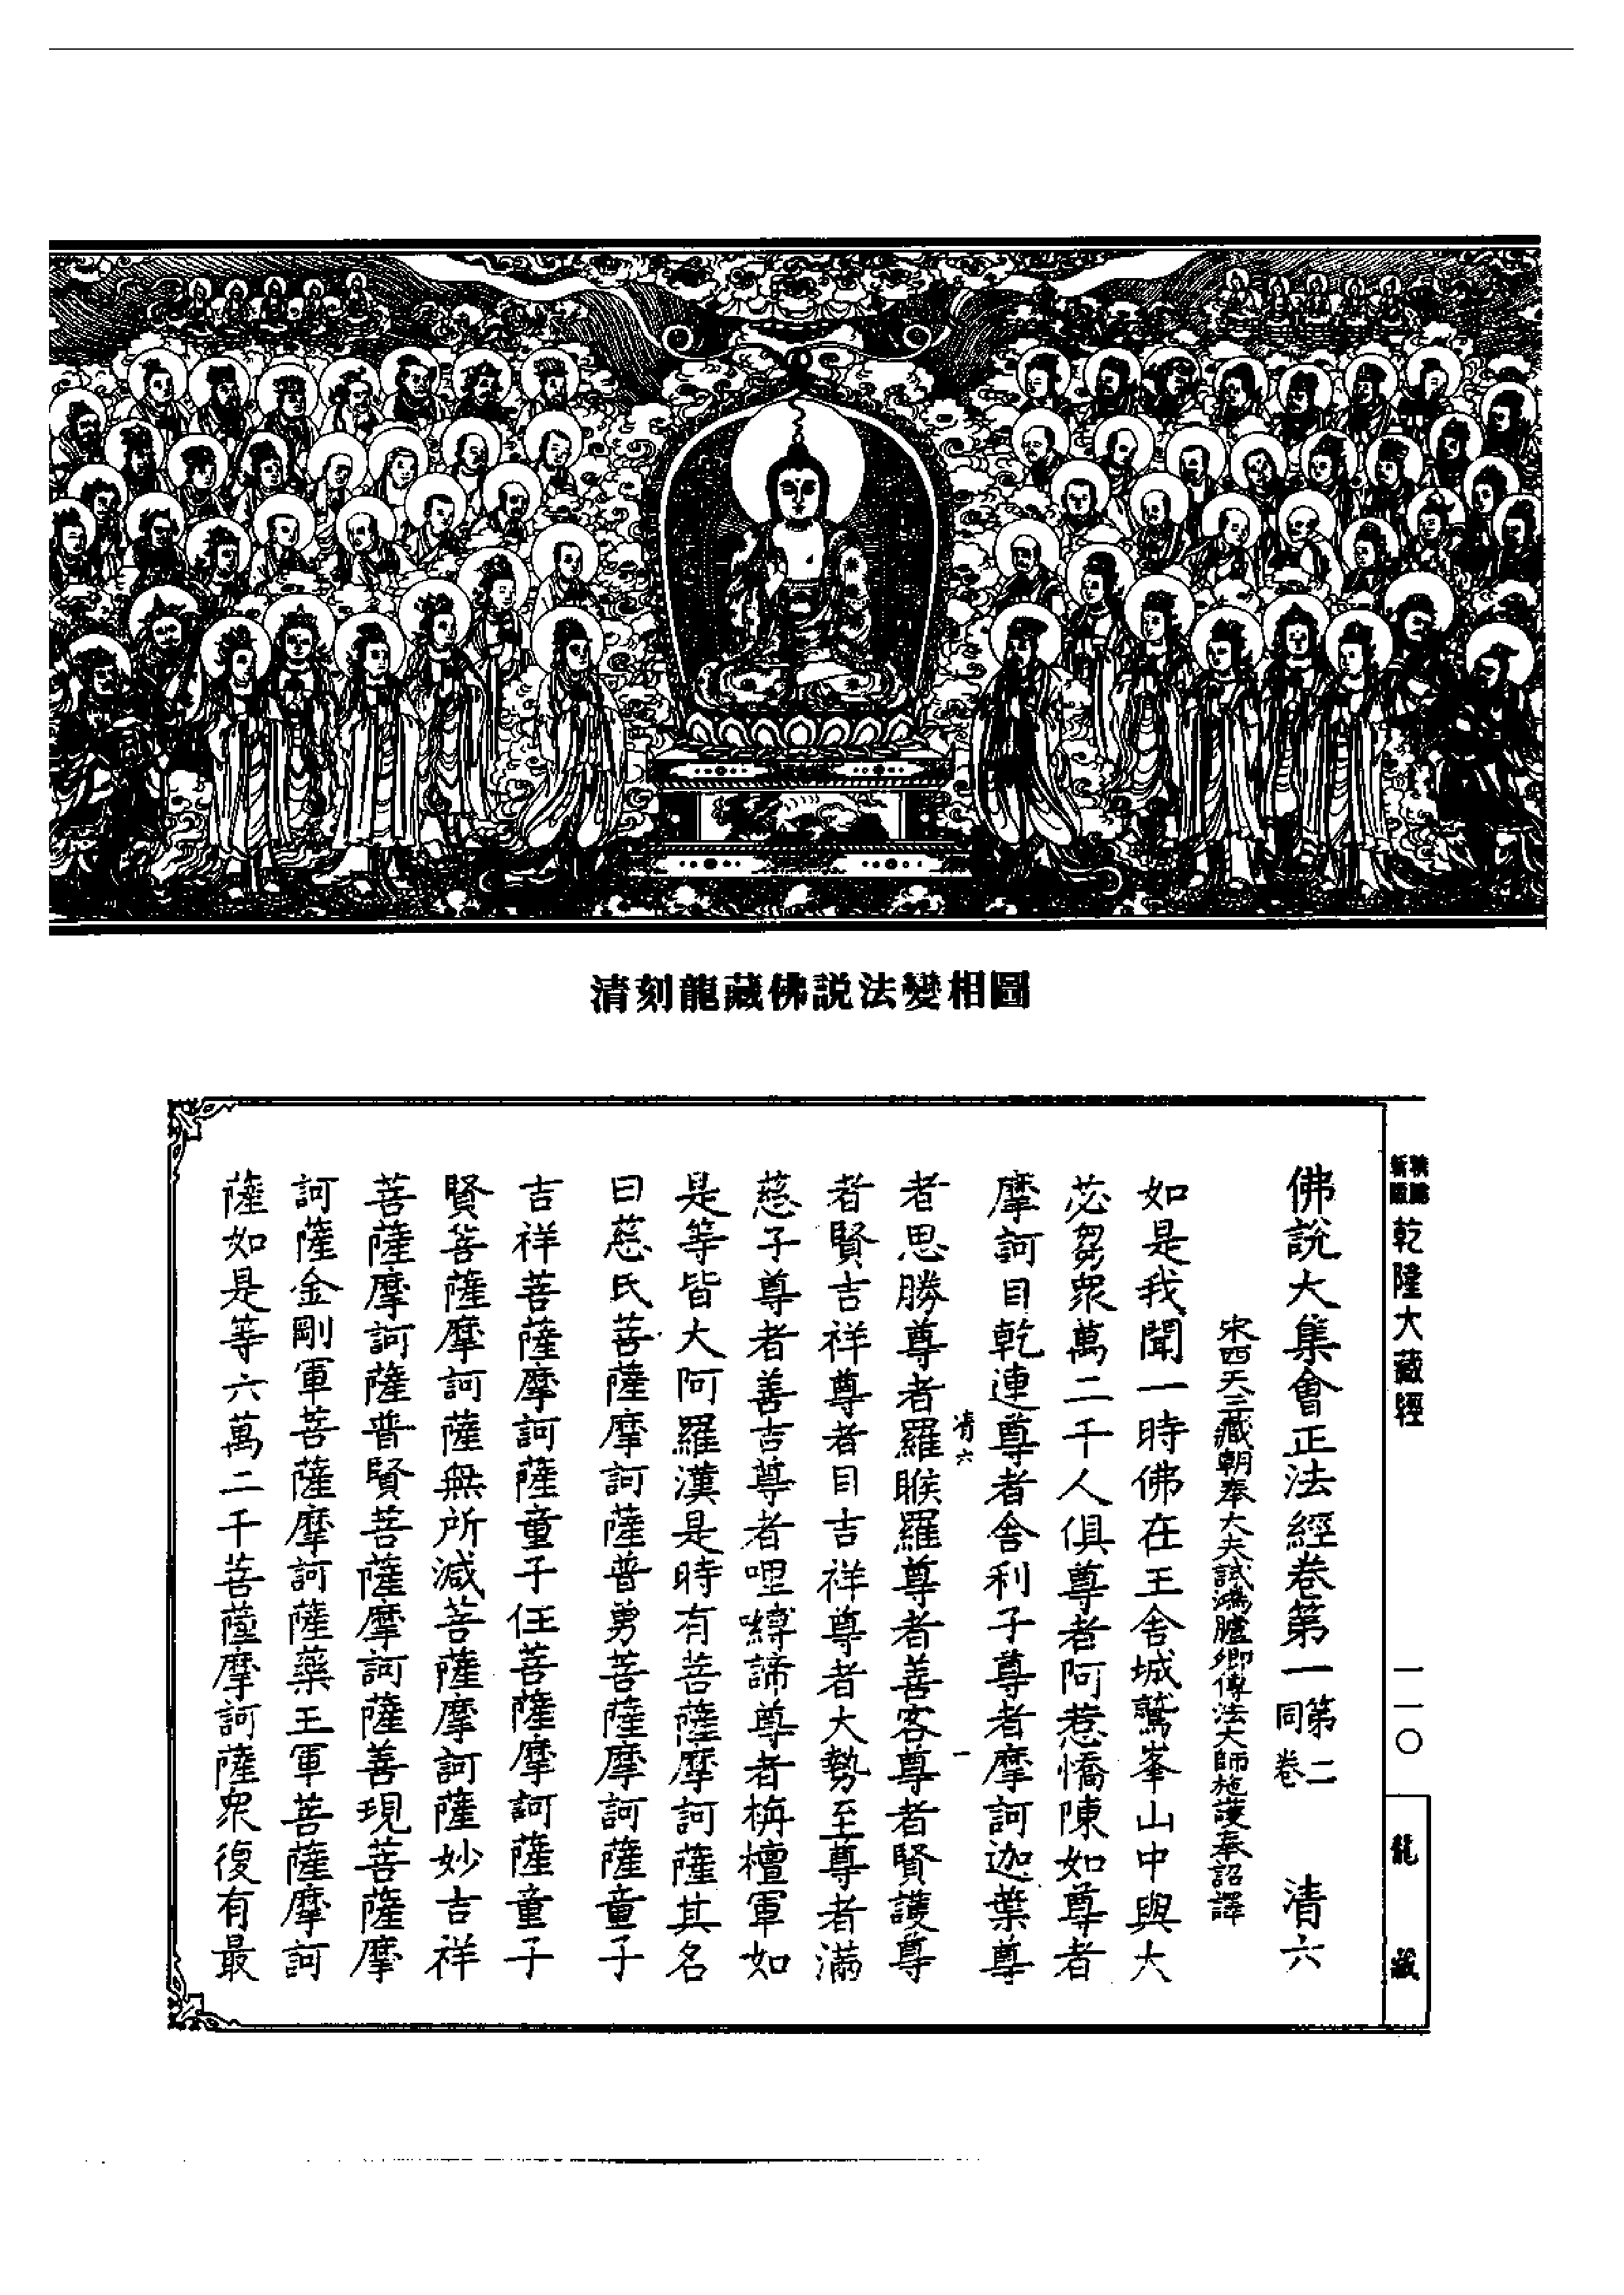 清刻龍藏佛説法變相圖
乾隆大藏經
一一〇
龍藏
佛說大集會正法經卷第一 第二同卷 清六
宋西天三藏朝奉大夫試鴻臚卿傳法大師施護奉詔譯
如是我聞一時佛在王舍城鷲峯山中與大
苾芻眾萬二千人俱尊者阿惹憍陳如尊者
摩訶目乾連尊者舍利子尊者摩訶迦葉尊
清六 一
者思勝尊者羅睺羅尊者善客尊者賢護尊
者賢吉祥尊者目吉祥尊者大勢至尊者滿
慈子尊者善吉尊者哩嚩諦尊者栴檀軍如
是等皆大阿羅漢是時有菩薩摩訶薩其名
曰慈氏菩薩摩訶薩普勇菩薩摩訶薩童子
吉祥菩薩摩訶薩童子住菩薩摩訶薩童子
賢菩薩摩訶薩無所減菩薩摩訶薩妙吉祥
菩薩摩訶薩普賢菩薩摩訶薩善現菩薩摩
訶薩金剛軍菩薩摩訶薩藥王軍菩薩摩訶
薩如是等六萬二千菩薩摩訶薩眾復有最